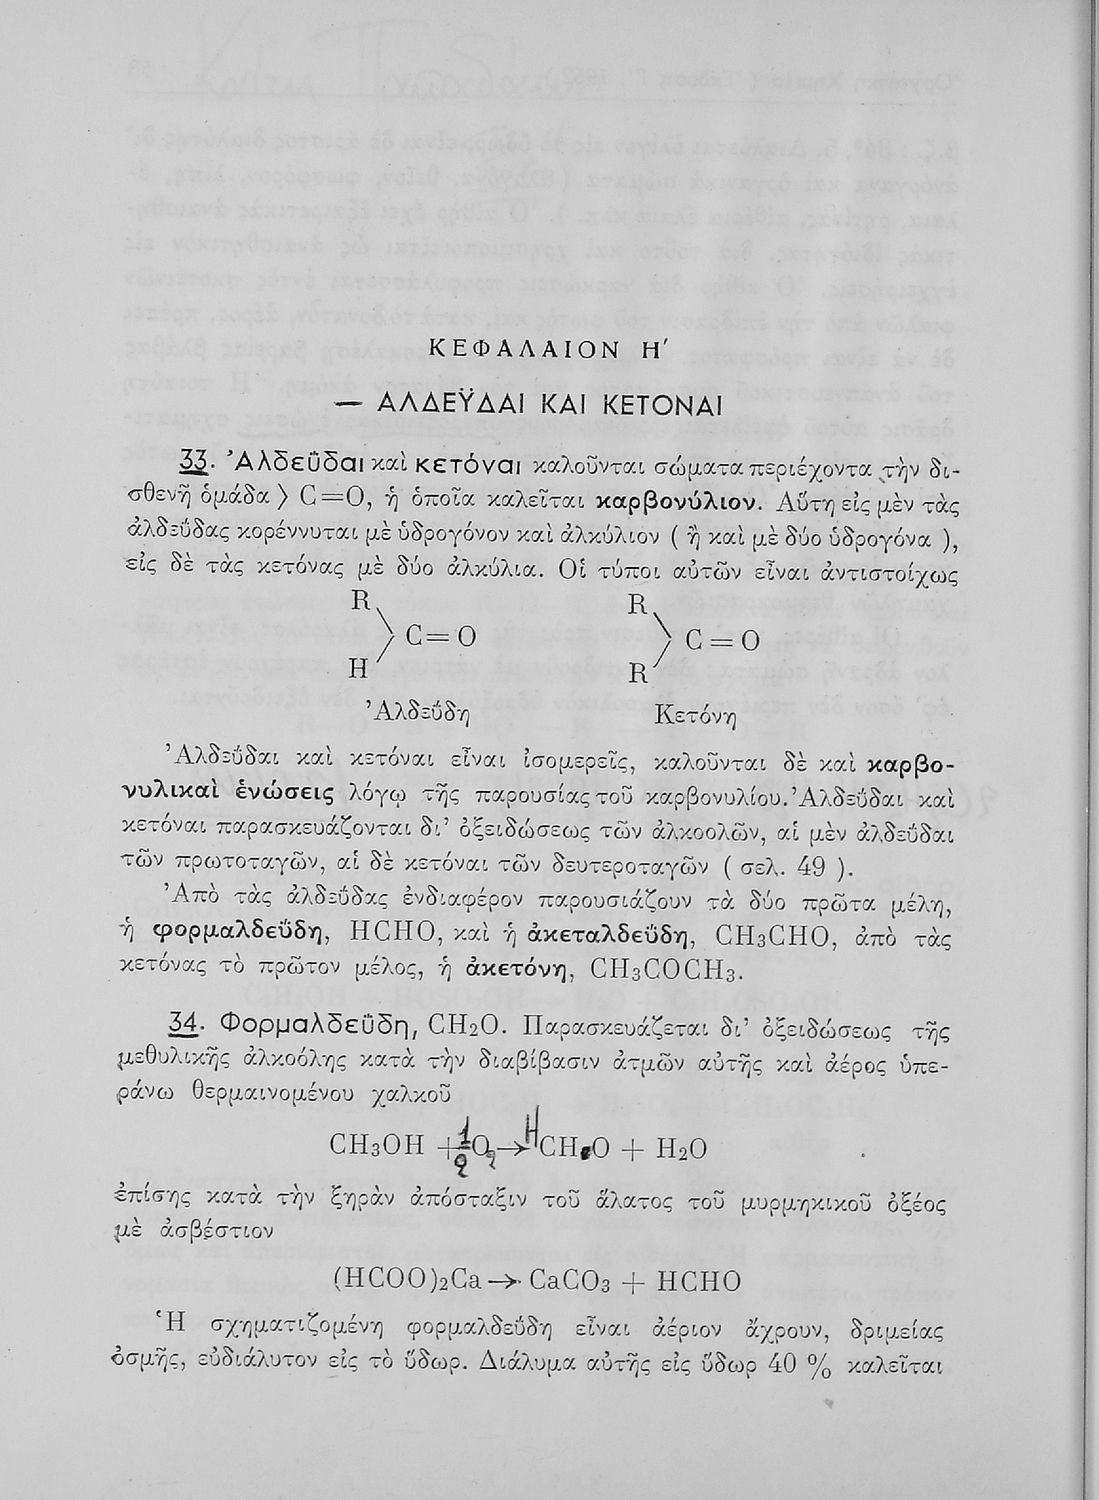 ΚΕΦΑΛΑΙΟΝ Η΄
— ΑΛΔΕΫΔΑΙ ΚΑΙ ΚΕΤΟΝΑΙ
33. Ἀλδεΰδαι καὶ κετόναι καλοῦνται σώματα περιέχοντα τὴν δι-
σθενῆ ὁμάδα 〉 C=O, ἡ ὁποῖα καλεῖται καρβονύλιον. Αὕτη εἰς μὲν τὰς
ἀλδεΰδας κορέννυται μὲ ὑδρογόνον καὶ ἀλκύλιον ( ἢ καὶ μὲ δύο ὑδρογόνα ),
εἰς δὲ τὰς κετόνας μὲ δύο ἀλκύλια. Οἱ τύποι αὐτῶν εἶναι ἀντιστοίχως
R R
〉 C=O 〉 C=O
H R
Ἀλδεΰδη Κετόνη
Ἀλδεΰδαι καὶ κετόναι εἶναι ἰσομερεῖς, καλοῦνται δὲ καὶ καρβο-
νυλικαὶ ἑνώσεις λόγῳ τῆς παρουσίας τοῦ καρβονυλίου. Ἀλδεΰδαι καὶ
κετόναι παρασκευάζονται δι’ ὀξειδώσεως τῶν ἀλκοολῶν, αἱ μὲν ἀλδεΰδαι
τῶν πρωτοταγῶν, αἱ δὲ κετόναι τῶν δευτεροταγῶν ( σελ. 49 ).
Ἀπὸ τὰς ἀλδεΰδας ἐνδιαφέρον παρουσιάζουν τὰ δύο πρῶτα μέλη,
ἡ φορμαλδεΰδη, HCHO, καὶ ἡ ἀκεταλδεΰδη, CH3CHO, ἀπὸ τὰς
κετόνας τὸ πρῶτον μέλος, ἡ ἀκετόνη, CH3COCH3.
34. Φορμαλδεΰδη, CH2O. Παρασκευάζεται δι’ ὀξειδώσεως τῆς
μεθυλικῆς ἀλκοόλης κατὰ τὴν διαβίβασιν ἀτμῶν αὐτῆς καὶ ἀέρος ὑπε-
ράνω θερμαινομένου χαλκοῦ
CH3OH + ½O2 → HCHO + H2O
ἐπίσης κατὰ τὴν ξηρὰν ἀπόσταξιν τοῦ ἅλατος τοῦ μυρμηκικοῦ ὀξέος
μὲ ἀσβέστιον
(HCOO)2Ca → CaCO3 + HCHO
Ἡ σχηματιζομένη φορμαλδεΰδη εἶναι ἀέριον ἄχρουν, δριμείας
ὀσμῆς, εὐδιάλυτον εἰς τὸ ὕδωρ. Διάλυμα αὐτῆς εἰς ὕδωρ 40 % καλεῖται